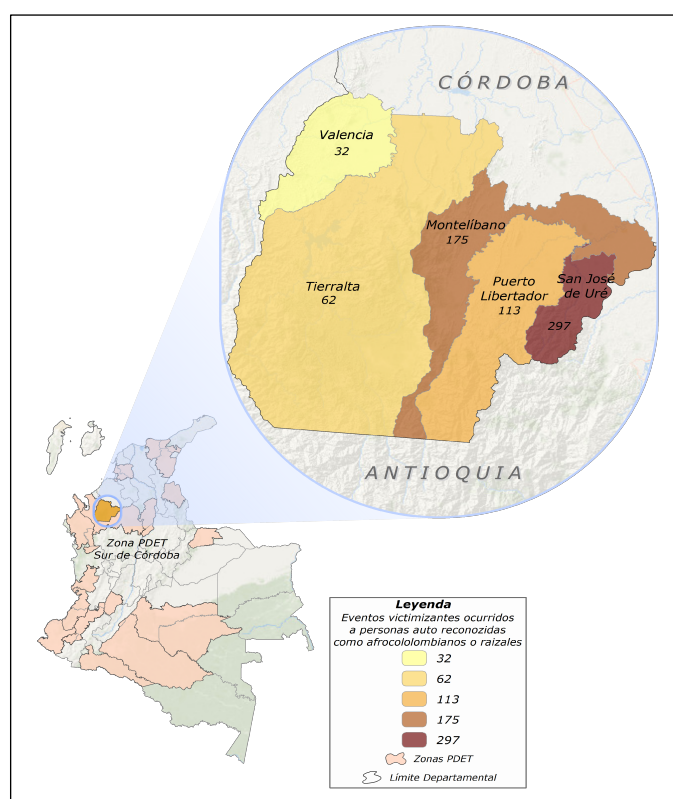 CÓRDOBA
Valencia
32
Montelíbano
175
Tierralta
62
Puerto
Libertador
113
San José
de Uré
297
ANTIOQUIA
Zona PDET
Sur de Córdoba
Leyenda
Eventos victimizantes ocurridos
a personas auto reconozidas
como afrocololombianos o raizales
32
62
113
175
297
Zonas PDET
Límite Departamental